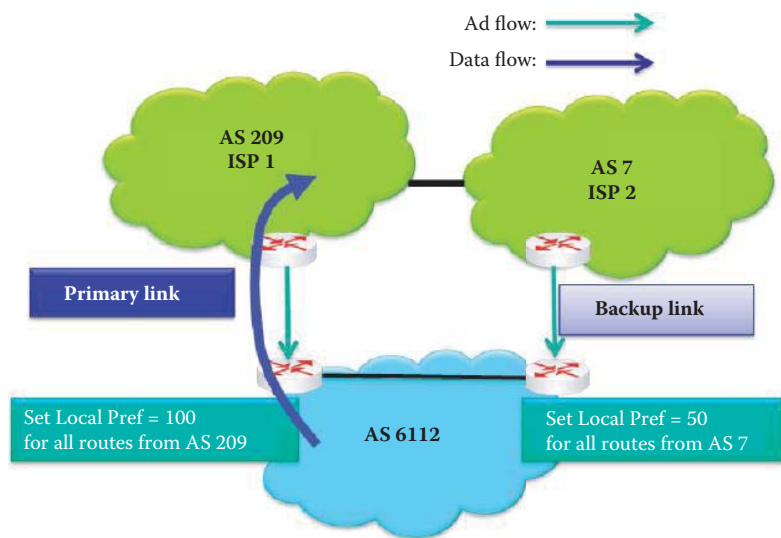 Ad flow:
Data flow:
AS 209
ISP 1
AS 7
ISP 2
Primary link
Backup link
Set Local Pref = 100
for all routes from AS 209
AS 6112
Set Local Pref = 50
for all routes from AS 7